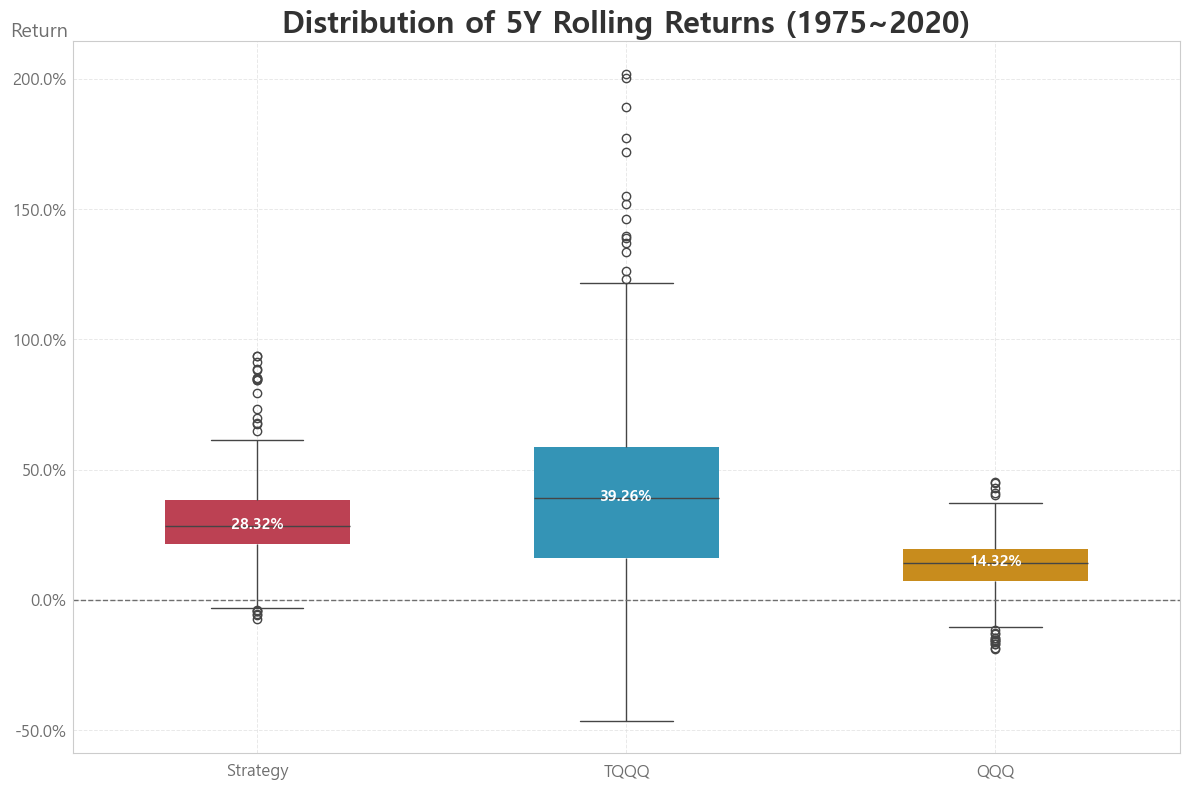 Distribution of 5Y Rolling Returns (1975~2020)
Return
200.0%
150.0%
100.0%
50.0%
0.0%
-50.0%
28.32%
39.26%
14.32%
Strategy
TQQQ
QQQ